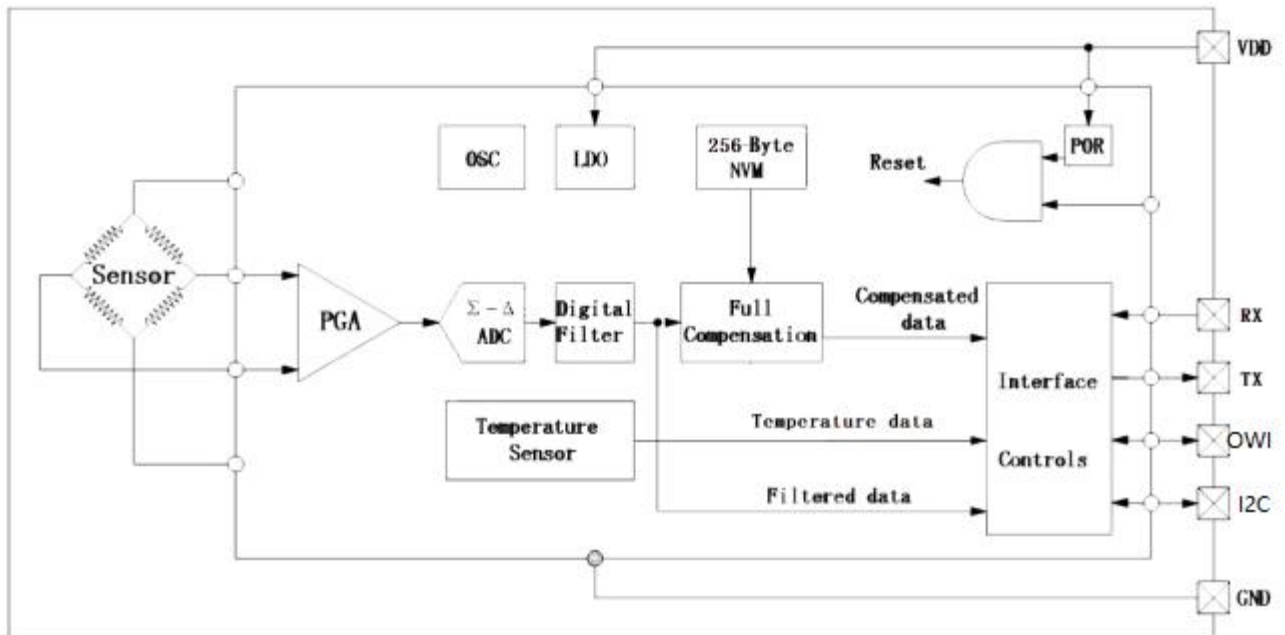 VDD
OSC
LDO
256-Byte
NVM
POR
Reset
Sensor
PGA
Σ-Δ
ADC
Digital
Filter
Full
Compensation
Compensated
data
Interface
Controls
RX
TX
OWI
I2C
Temperature
Sensor
Temperature data
Filtered data
GND